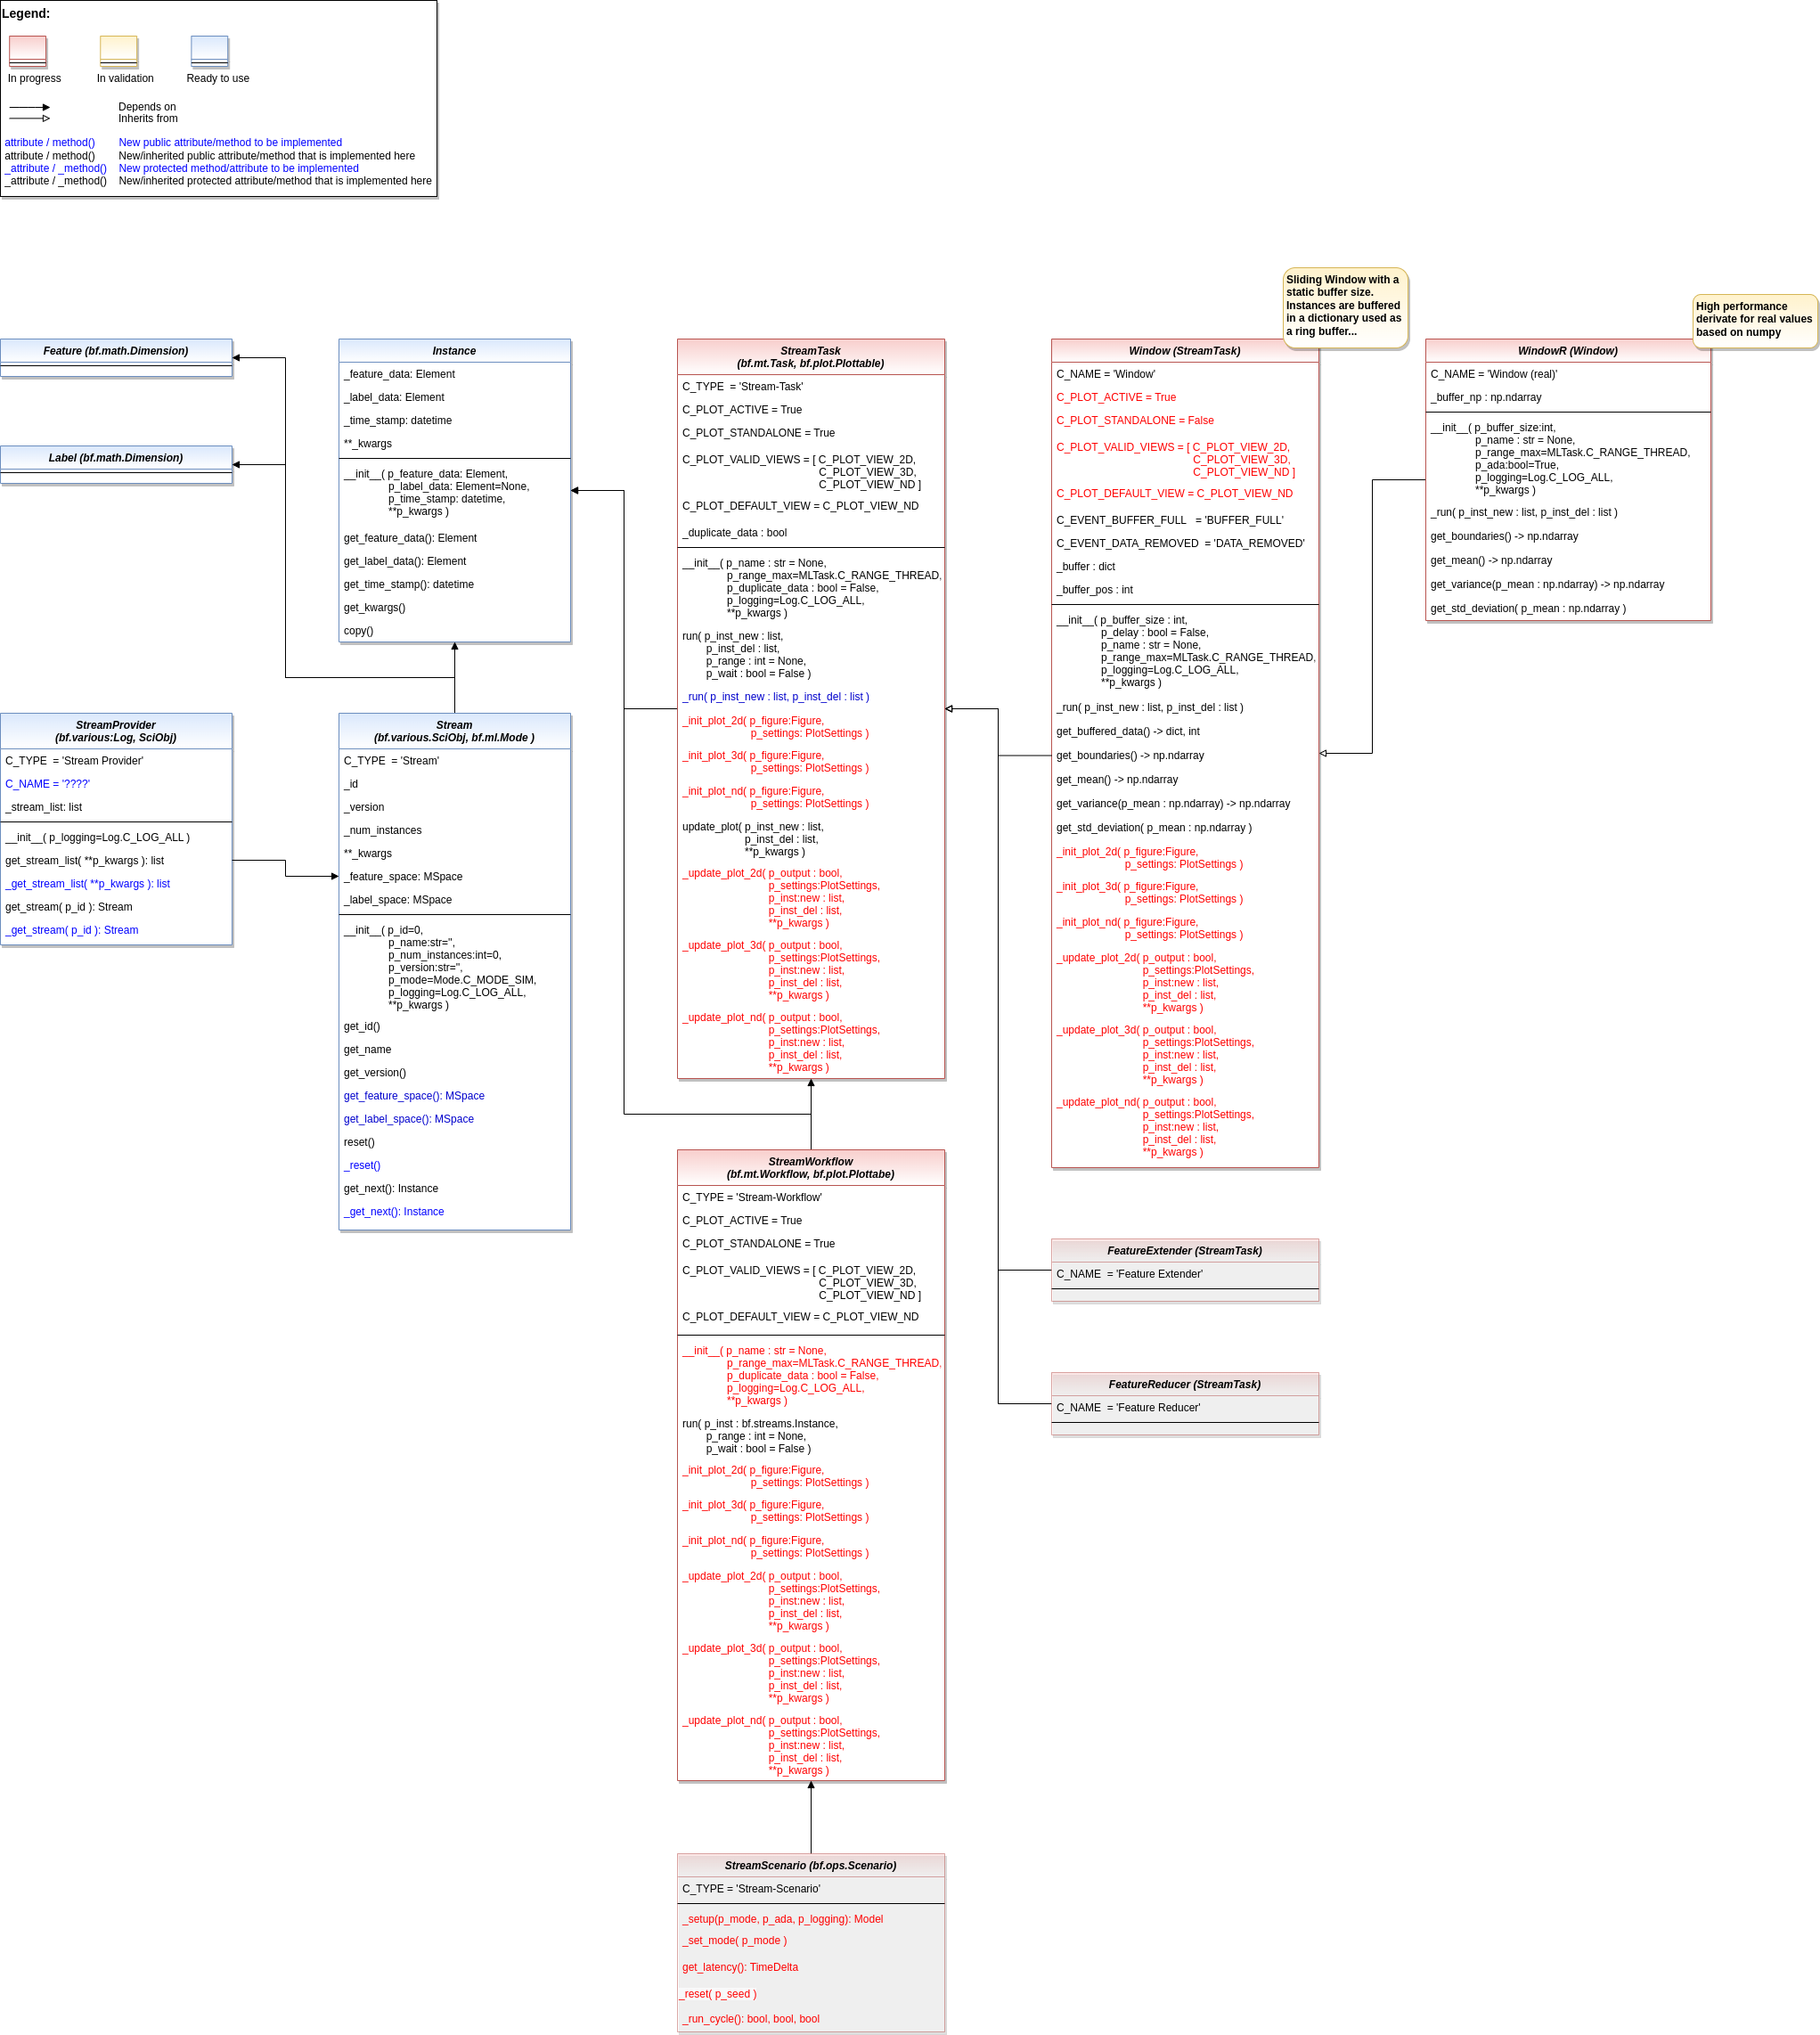 Legend:
In progress
In validation
Ready to use
Depends on
Inherits from
attribute / method() New public attribute/method to be implemented
attribute / method() New/inherited public attribute/method that is implemented here
_attribute / _method() New protected method/attribute to be implemented
_attribute / _method() New/inherited protected attribute/method that is implemented here
Feature (bf.math.Dimension)
Label (bf.math.Dimension)
StreamProvider
(bf.various:Log, SciObj)
C_TYPE = 'Stream Provider'
C_NAME = '????'
_stream_list: list
__init__( p_logging=Log.C_LOG_ALL )
get_stream_list( **p_kwargs ): list
_get_stream_list( **p_kwargs ): list
get_stream( p_id ): Stream
_get_stream( p_id ): Stream
Instance
_feature_data: Element
_label_data: Element
_time_stamp: datetime
**_kwargs
__init__( p_feature_data: Element,
p_label_data: Element=None,
p_time_stamp: datetime,
**p_kwargs )
get_feature_data(): Element
get_label_data(): Element
get_time_stamp(): datetime
get_kwargs()
copy()
Stream
(bf.various.SciObj, bf.ml.Mode )
C_TYPE = 'Stream'
_id
_version
_num_instances
**_kwargs
_feature_space: MSpace
_label_space: MSpace
__init__( p_id=0,
p_name:str='',
p_num_instances:int=0,
p_version:str='',
p_mode=Mode.C_MODE_SIM,
p_logging=Log.C_LOG_ALL,
**p_kwargs )
get_id()
get_name
get_version()
get_feature_space(): MSpace
get_label_space(): MSpace
reset()
_reset()
get_next(): Instance
_get_next(): Instance
StreamTask
(bf.mt.Task, bf.plot.Plottable)
C_TYPE = 'Stream-Task'
C_PLOT_ACTIVE = True
C_PLOT_STANDALONE = True
C_PLOT_VALID_VIEWS = [ C_PLOT_VIEW_2D,
C_PLOT_VIEW_3D,
C_PLOT_VIEW_ND ]
C_PLOT_DEFAULT_VIEW = C_PLOT_VIEW_ND
_duplicate_data : bool
__init__( p_name : str = None,
p_range_max=MLTask.C_RANGE_THREAD,
p_duplicate_data : bool = False,
p_logging=Log.C_LOG_ALL,
**p_kwargs )
run( p_inst_new : list,
p_inst_del : list,
p_range : int = None,
p_wait : bool = False )
_run( p_inst_new : list, p_inst_del : list )
_init_plot_2d( p_figure:Figure,
p_settings: PlotSettings )
_init_plot_3d( p_figure:Figure,
p_settings: PlotSettings )
_init_plot_nd( p_figure:Figure,
p_settings: PlotSettings )
update_plot( p_inst_new : list,
p_inst_del : list,
**p_kwargs )
_update_plot_2d( p_output : bool,
p_settings:PlotSettings,
p_inst:new : list,
p_inst_del : list,
**p_kwargs )
_update_plot_3d( p_output : bool,
p_settings:PlotSettings,
p_inst:new : list,
p_inst_del : list,
**p_kwargs )
_update_plot_nd( p_output : bool,
p_settings:PlotSettings,
p_inst:new : list,
p_inst_del : list,
**p_kwargs )
StreamWorkflow
(bf.mt.Workflow, bf.plot.Plottabe)
C_TYPE = 'Stream-Workflow'
C_PLOT_ACTIVE = True
C_PLOT_STANDALONE = True
C_PLOT_VALID_VIEWS = [ C_PLOT_VIEW_2D,
C_PLOT_VIEW_3D,
C_PLOT_VIEW_ND ]
C_PLOT_DEFAULT_VIEW = C_PLOT_VIEW_ND
__init__( p_name : str = None,
p_range_max=MLTask.C_RANGE_THREAD,
p_duplicate_data : bool = False,
p_logging=Log.C_LOG_ALL,
**p_kwargs )
run( p_inst : bf.streams.Instance,
p_range : int = None,
p_wait : bool = False )
_init_plot_2d( p_figure:Figure,
p_settings: PlotSettings )
_init_plot_3d( p_figure:Figure,
p_settings: PlotSettings )
_init_plot_nd( p_figure:Figure,
p_settings: PlotSettings )
_update_plot_2d( p_output : bool,
p_settings:PlotSettings,
p_inst:new : list,
p_inst_del : list,
**p_kwargs )
_update_plot_3d( p_output : bool,
p_settings:PlotSettings,
p_inst:new : list,
p_inst_del : list,
**p_kwargs )
_update_plot_nd( p_output : bool,
p_settings:PlotSettings,
p_inst:new : list,
p_inst_del : list,
**p_kwargs )
StreamScenario (bf.ops.Scenario)
C_TYPE = 'Stream-Scenario'
_setup(p_mode, p_ada, p_logging): Model
_set_mode( p_mode )
get_latency(): TimeDelta
_reset( p_seed )
_run_cycle(): bool, bool, bool
Sliding Window with a
static buffer size.
Instances are buffered
in a dictionary used as
a ring buffer...
Window (StreamTask)
C_NAME = 'Window'
C_PLOT_ACTIVE = True
C_PLOT_STANDALONE = False
C_PLOT_VALID_VIEWS = [ C_PLOT_VIEW_2D,
C_PLOT_VIEW_3D,
C_PLOT_VIEW_ND ]
C_PLOT_DEFAULT_VIEW = C_PLOT_VIEW_ND
C_EVENT_BUFFER_FULL = 'BUFFER_FULL'
C_EVENT_DATA_REMOVED = 'DATA_REMOVED'
_buffer : dict
_buffer_pos : int
__init__( p_buffer_size : int,
p_delay : bool = False,
p_name : str = None,
p_range_max=MLTask.C_RANGE_THREAD,
p_logging=Log.C_LOG_ALL,
**p_kwargs )
_run( p_inst_new : list, p_inst_del : list )
get_buffered_data() -> dict, int
get_boundaries() -> np.ndarray
get_mean() -> np.ndarray
get_variance(p_mean : np.ndarray) -> np.ndarray
get_std_deviation( p_mean : np.ndarray )
_init_plot_2d( p_figure:Figure,
p_settings: PlotSettings )
_init_plot_3d( p_figure:Figure,
p_settings: PlotSettings )
_init_plot_nd( p_figure:Figure,
p_settings: PlotSettings )
_update_plot_2d( p_output : bool,
p_settings:PlotSettings,
p_inst:new : list,
p_inst_del : list,
**p_kwargs )
_update_plot_3d( p_output : bool,
p_settings:PlotSettings,
p_inst:new : list,
p_inst_del : list,
**p_kwargs )
_update_plot_nd( p_output : bool,
p_settings:PlotSettings,
p_inst:new : list,
p_inst_del : list,
**p_kwargs )
FeatureExtender (StreamTask)
C_NAME = 'Feature Extender'
FeatureReducer (StreamTask)
C_NAME = 'Feature Reducer'
High performance
derivate for real values
based on numpy
WindowR (Window)
C_NAME = 'Window (real)'
_buffer_np : np.ndarray
__init__( p_buffer_size:int,
p_name : str = None,
p_range_max=MLTask.C_RANGE_THREAD,
p_ada:bool=True,
p_logging=Log.C_LOG_ALL,
**p_kwargs )
_run( p_inst_new : list, p_inst_del : list )
get_boundaries() -> np.ndarray
get_mean() -> np.ndarray
get_variance(p_mean : np.ndarray) -> np.ndarray
get_std_deviation( p_mean : np.ndarray )